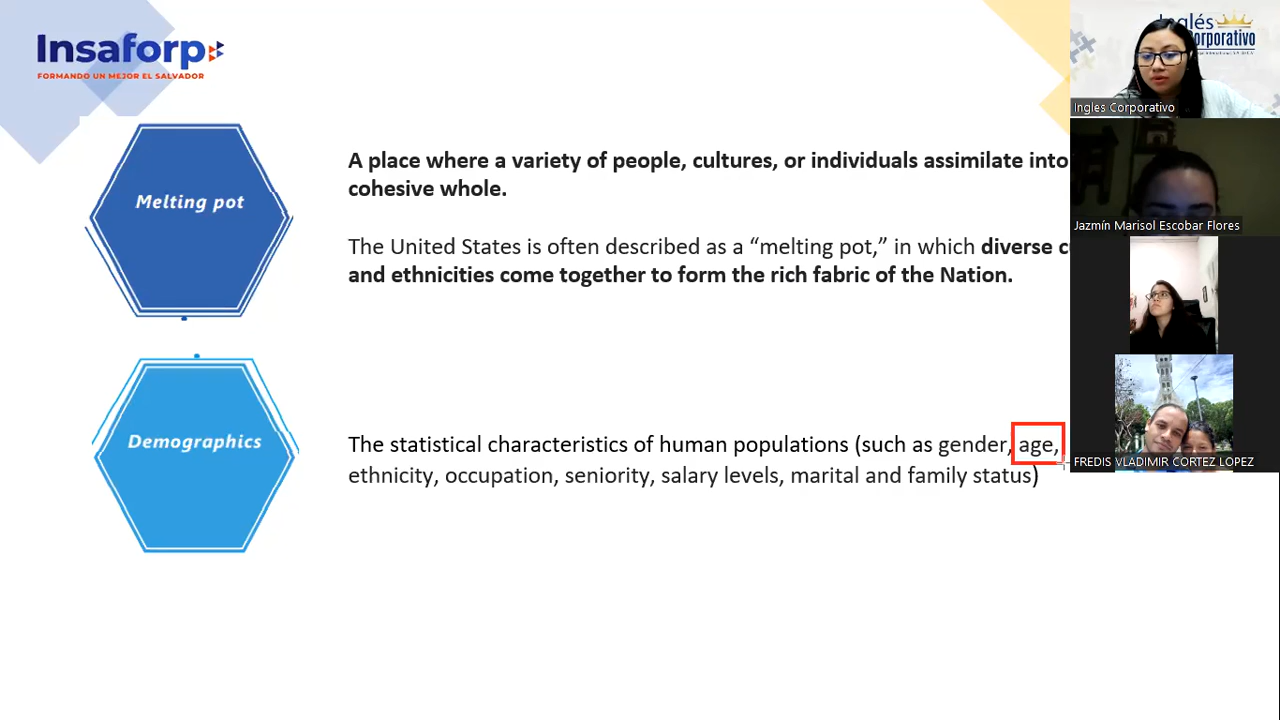 Insaforp
FORMANDO UN MEJOR EL SALVADOR
Melting pot
A place where a variety of people, cultures, or individuals assimilate into
cohesive whole.
The United States is often described as a “melting pot,” in which diverse
and ethnicities come together to form the rich fabric of the Nation.
Demographics
The statistical characteristics of human populations (such as gender, age,
ethnicity, occupation, seniority, salary levels, marital and family status)
Inglés
Corporativo
Ingles Corporativo
Jazmín Marisol Escobar Flores
FREDIS VLADIMIR CORTEZ LOPEZ